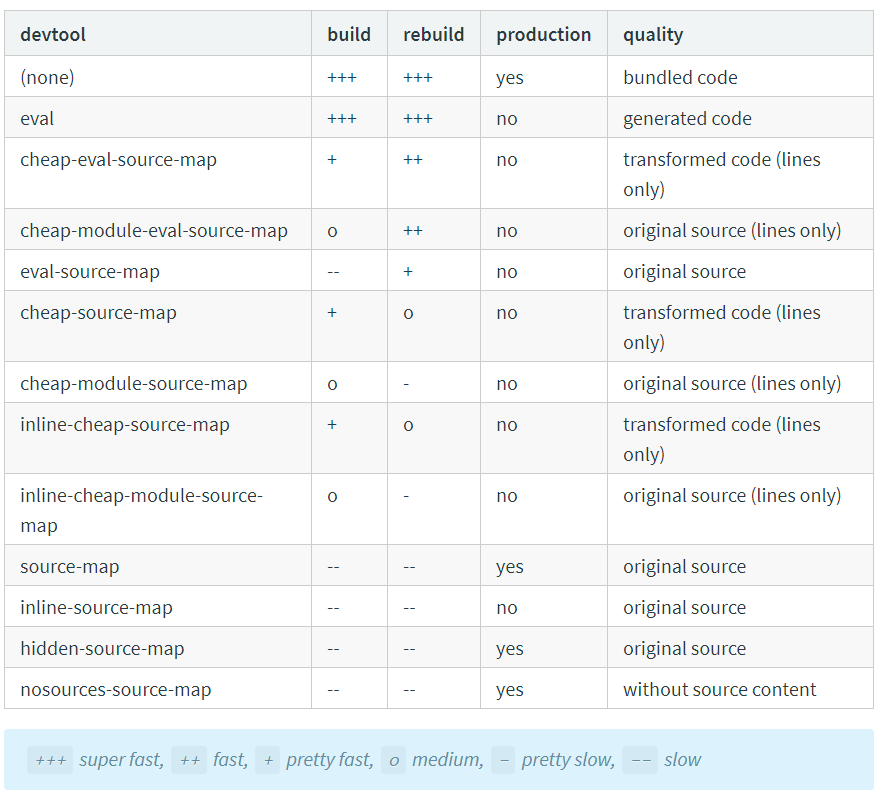 devtool build rebuild production quality
(none) +++ +++ yes bundled code
eval +++ +++ no generated code
cheap-eval-source-map + ++ no transformed code (lines
only)
cheap-module-eval-source-map o ++ no original source (lines only)
eval-source-map -- + no original source
cheap-source-map + o no transformed code (lines
only)
cheap-module-source-map o - no original source (lines only)
inline-cheap-source-map + o no transformed code (lines
only)
inline-cheap-module-source- o - no original source (lines only)
map
source-map -- -- yes original source
inline-source-map -- -- no original source
hidden-source-map -- -- yes original source
nosources-source-map -- -- yes without source content
+++ super fast, ++ fast, + pretty fast, o medium, - pretty slow, -- slow